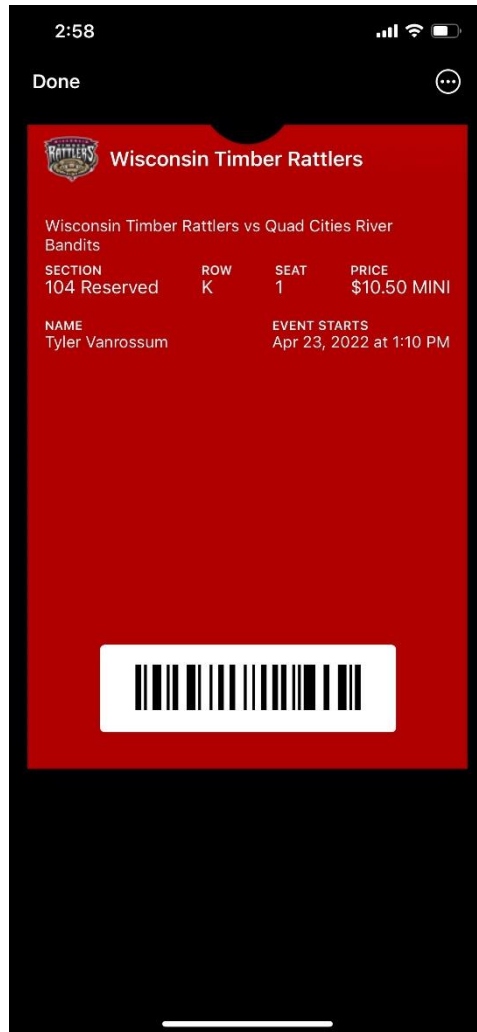 2:58
Done
RATTLERS
Wisconsin Timber Rattlers
Wisconsin Timber Rattlers vs Quad Cities River
Bandits
SECTION ROW SEAT PRICE
104 Reserved K 1 $10.50 MINI
NAME EVENT STARTS
Tyler Vanrossum Apr 23, 2022 at 1:10 PM